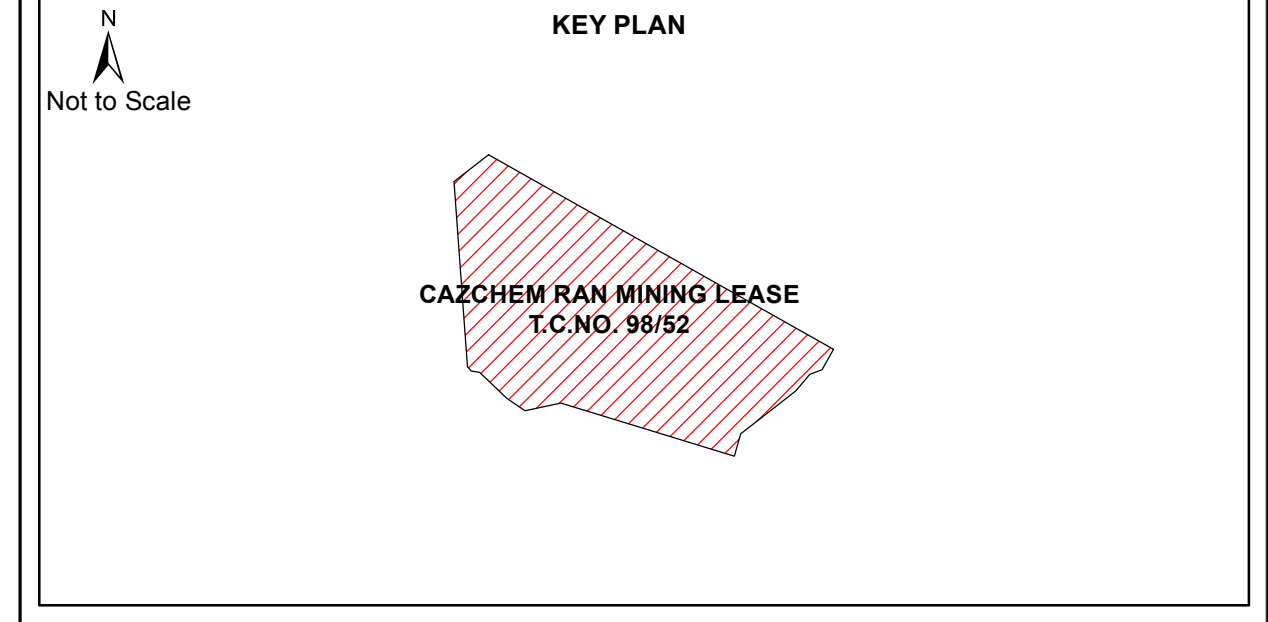 N
KEY PLAN
Not to Scale
CAZCHEM RAN MINING LEASE
T.C.NO. 98/52